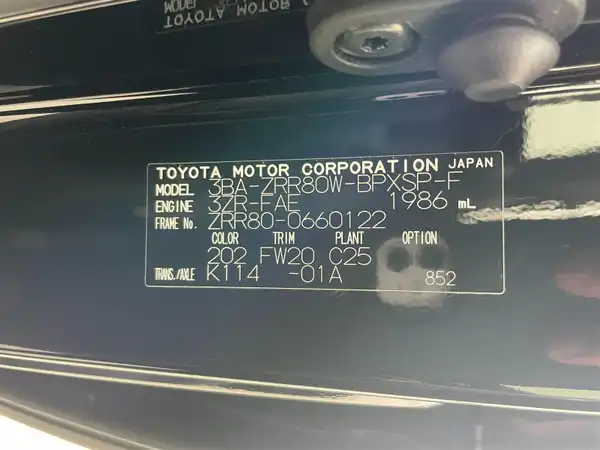 TOYOTA MOTOR CORPORATION JAPAN
MODEL 3BA-ZRR80W-BPXSP-F
ENGINE 3ZR-FAE 1986 mL
FRAME No. ZRR80-0660122
COLOR TRIM PLANT OPTION
202 FW20 C25
TRANS./AXLE K114 -01A 852